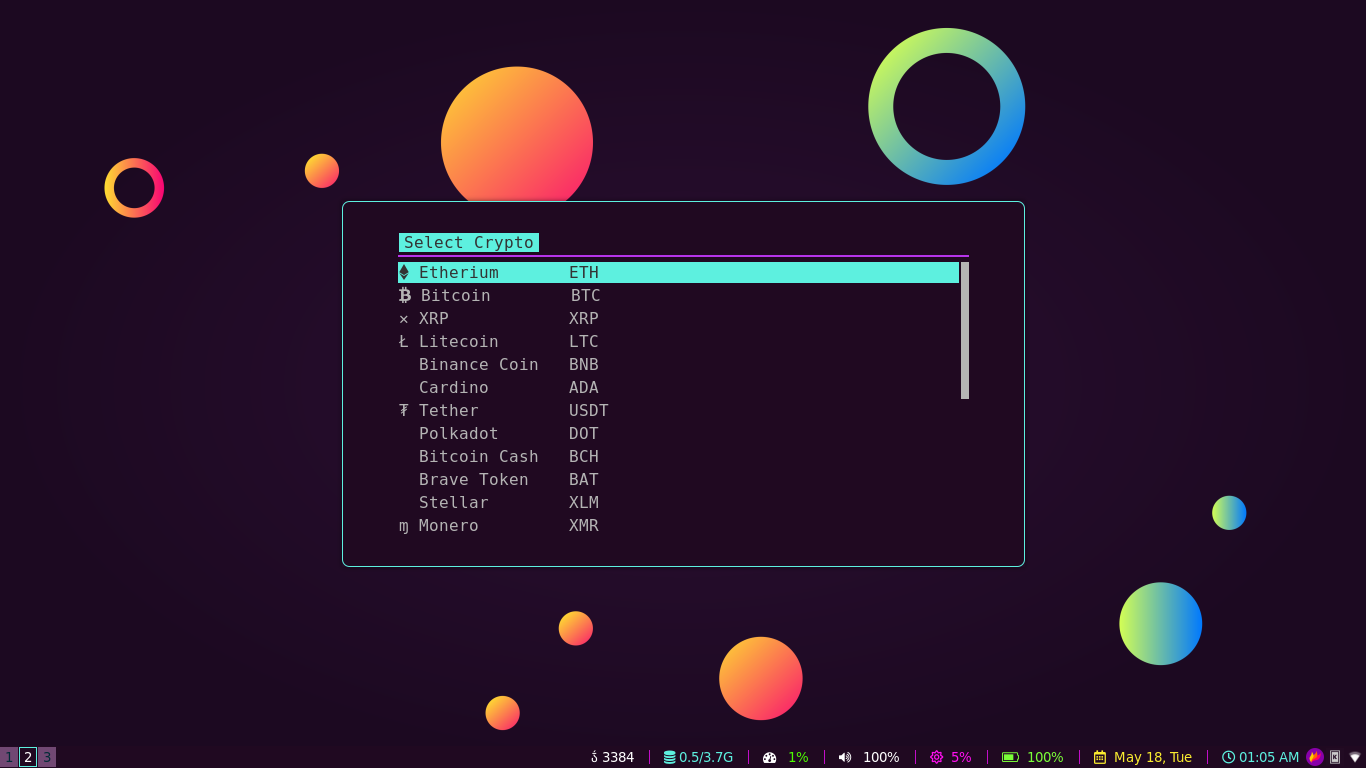 Select Crypto
Etherium ETH
Bitcoin BTC
× XRP XRP
Ł Litecoin LTC
Binance Coin BNB
Cardino ADA
₮ Tether USDT
Polkadot DOT
Bitcoin Cash BCH
Brave Token BAT
Stellar XLM
ɱ Monero XMR
1 2 3 3384 | 0.5/3.7G | 1% | 100% | 5% | 100% | May 18, Tue | 01:05 AM